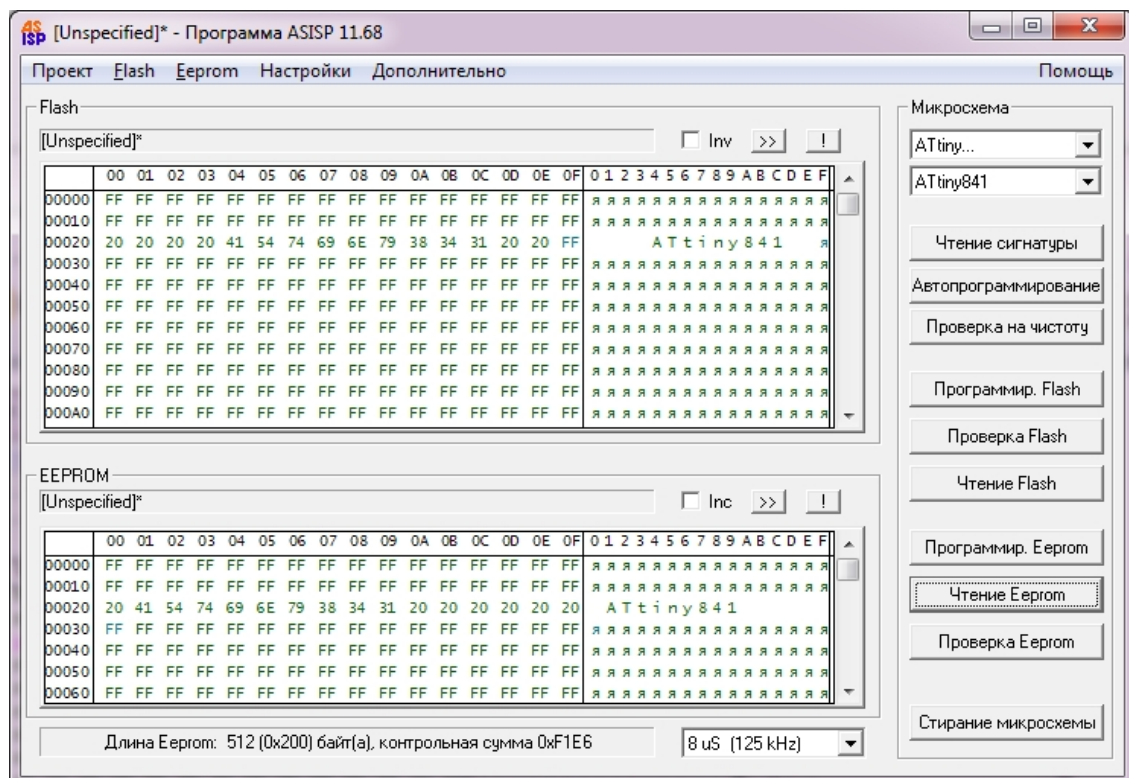 AS ISP [Unspecified]* - Программа ASISP 11.68
Проект Flash Eeprom Настройки Дополнительно Помощь
Flash
[Unspecified]* Inv >> !
00 01 02 03 04 05 06 07 08 09 0A 0B 0C 0D 0E 0F 0 1 2 3 4 5 6 7 8 9 A B C D E F
00000 FF FF FF FF FF FF FF FF FF FF FF FF FF FF FF FF я я я я я я я я я я я я я я я я
00010 FF FF FF FF FF FF FF FF FF FF FF FF FF FF FF FF я я я я я я я я я я я я я я я я
00020 20 20 20 20 41 54 74 69 6E 79 38 34 31 20 20 FF A T t i n y 8 4 1 я
00030 FF FF FF FF FF FF FF FF FF FF FF FF FF FF FF FF я я я я я я я я я я я я я я я я
00040 FF FF FF FF FF FF FF FF FF FF FF FF FF FF FF FF я я я я я я я я я я я я я я я я
00050 FF FF FF FF FF FF FF FF FF FF FF FF FF FF FF FF я я я я я я я я я я я я я я я я
00060 FF FF FF FF FF FF FF FF FF FF FF FF FF FF FF FF я я я я я я я я я я я я я я я я
00070 FF FF FF FF FF FF FF FF FF FF FF FF FF FF FF FF я я я я я я я я я я я я я я я я
00080 FF FF FF FF FF FF FF FF FF FF FF FF FF FF FF FF я я я я я я я я я я я я я я я я
00090 FF FF FF FF FF FF FF FF FF FF FF FF FF FF FF FF я я я я я я я я я я я я я я я я
000A0 FF FF FF FF FF FF FF FF FF FF FF FF FF FF FF FF я я я я я я я я я я я я я я я я
EEPROM
[Unspecified]* Inc >> !
00 01 02 03 04 05 06 07 08 09 0A 0B 0C 0D 0E 0F 0 1 2 3 4 5 6 7 8 9 A B C D E F
00000 FF FF FF FF FF FF FF FF FF FF FF FF FF FF FF FF я я я я я я я я я я я я я я я я
00010 FF FF FF FF FF FF FF FF FF FF FF FF FF FF FF FF я я я я я я я я я я я я я я я я
00020 20 41 54 74 69 6E 79 38 34 31 20 20 20 20 20 20 A T t i n y 8 4 1
00030 FF FF FF FF FF FF FF FF FF FF FF FF FF FF FF FF я я я я я я я я я я я я я я я я
00040 FF FF FF FF FF FF FF FF FF FF FF FF FF FF FF FF я я я я я я я я я я я я я я я я
00050 FF FF FF FF FF FF FF FF FF FF FF FF FF FF FF FF я я я я я я я я я я я я я я я я
00060 FF FF FF FF FF FF FF FF FF FF FF FF FF FF FF FF я я я я я я я я я я я я я я я я
Длина Eeprom: 512 (0x200) байт(а), контрольная сумма 0xF1E6 8 uS (125 kHz)
Микросхема
ATtiny...
ATtiny841
Чтение сигнатуры
Автопрограммирование
Проверка на чистоту
Программир. Flash
Проверка Flash
Чтение Flash
Программир. Eeprom
Чтение Eeprom
Проверка Eeprom
Стирание микросхемы